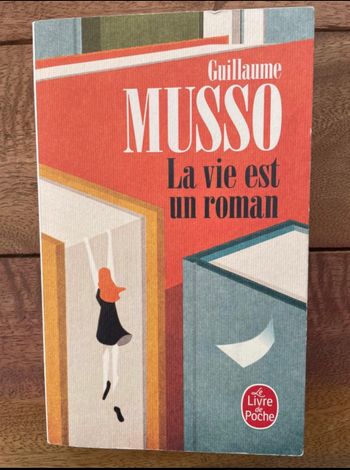 Guillaume
MUSSO
La vie est
un roman
Le
Livre
de
Poche